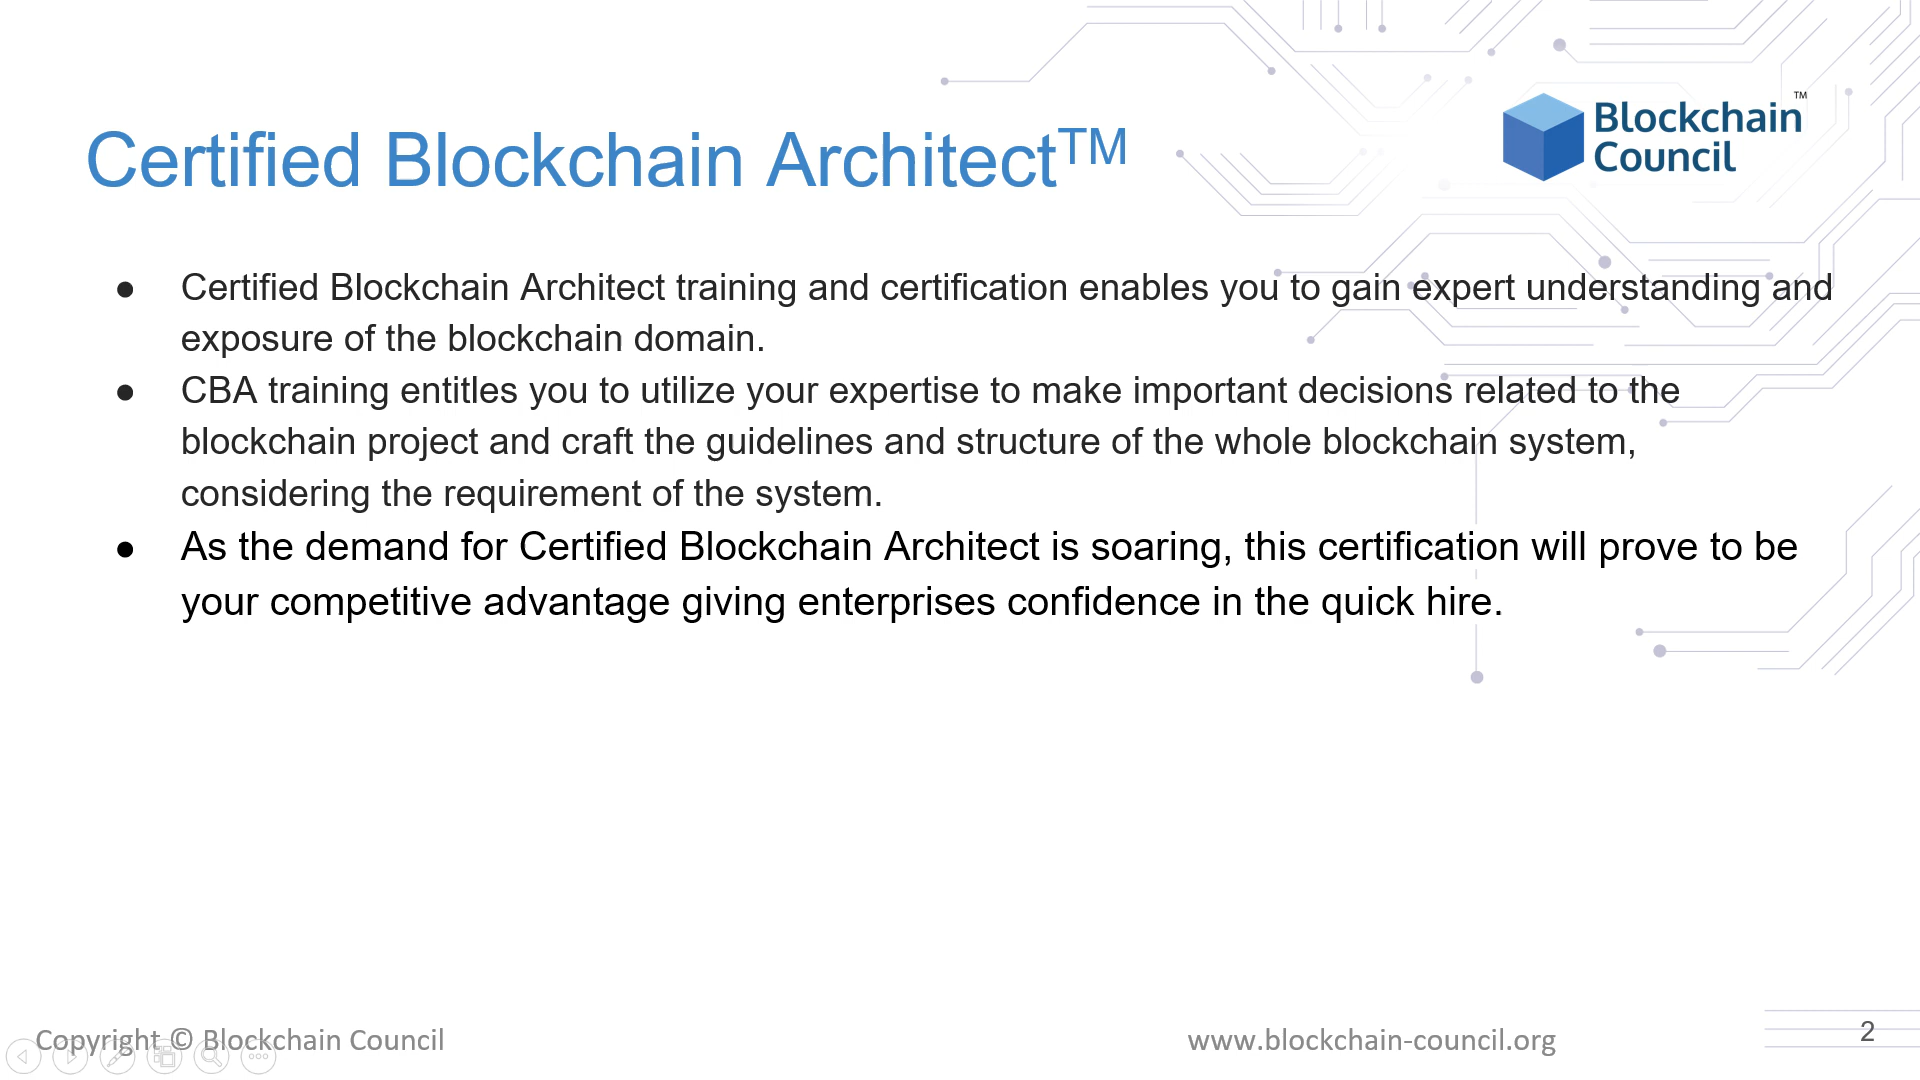 Blockchain™
Council
Certified Blockchain Architect™
● Certified Blockchain Architect training and certification enables you to gain expert understanding and
exposure of the blockchain domain.
● CBA training entitles you to utilize your expertise to make important decisions related to the
blockchain project and craft the guidelines and structure of the whole blockchain system,
considering the requirement of the system.
● As the demand for Certified Blockchain Architect is soaring, this certification will prove to be
your competitive advantage giving enterprises confidence in the quick hire.
Copyright © Blockchain Council
www.blockchain-council.org
2